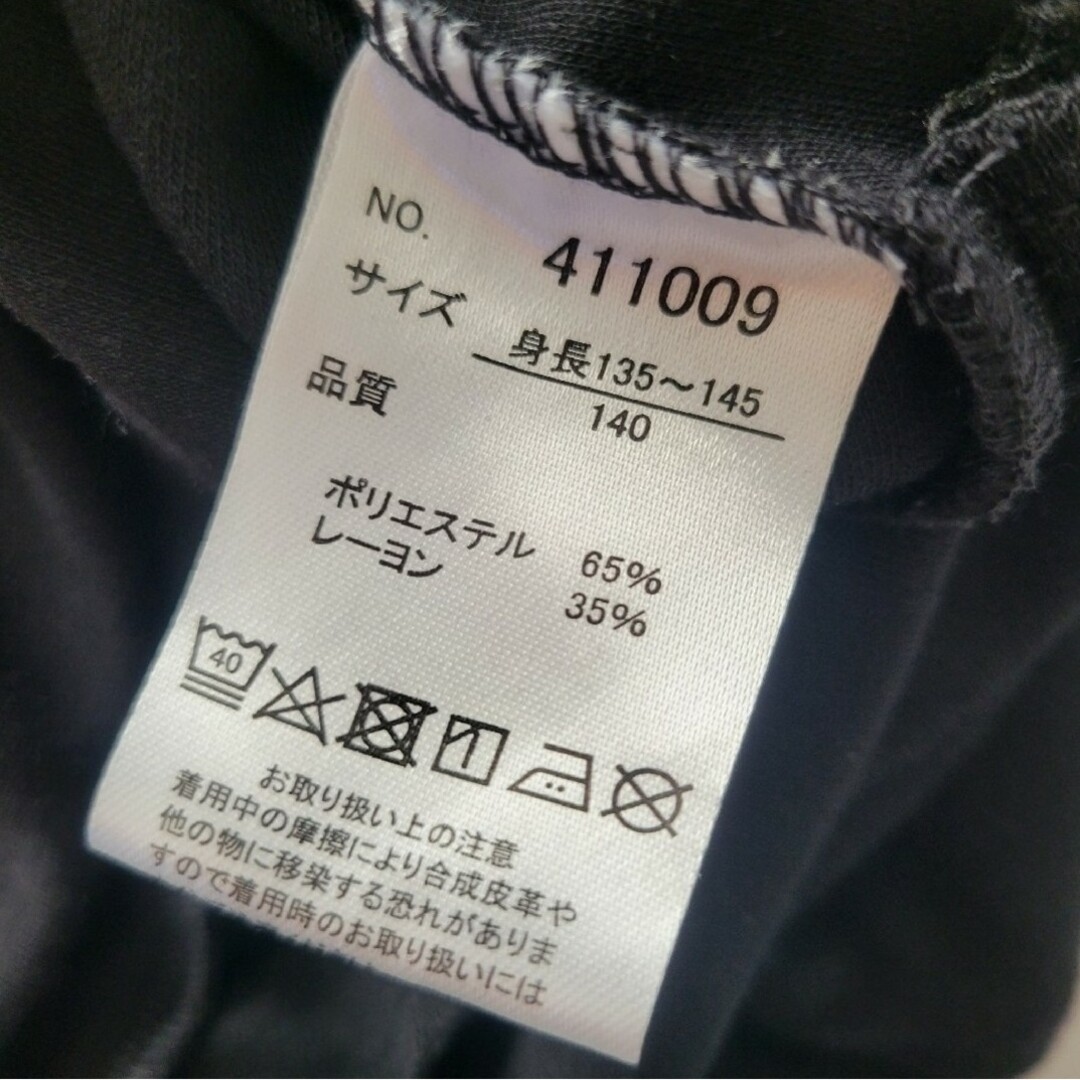 NO. 411009
サイズ 身長135～145
140
品質
ポリエステル 65%
レーヨン 35%
40
お取り扱い上の注意
着用中の摩擦により合成皮革や
他の物に移染する恐れがありま
すので着用時のお取り扱いには